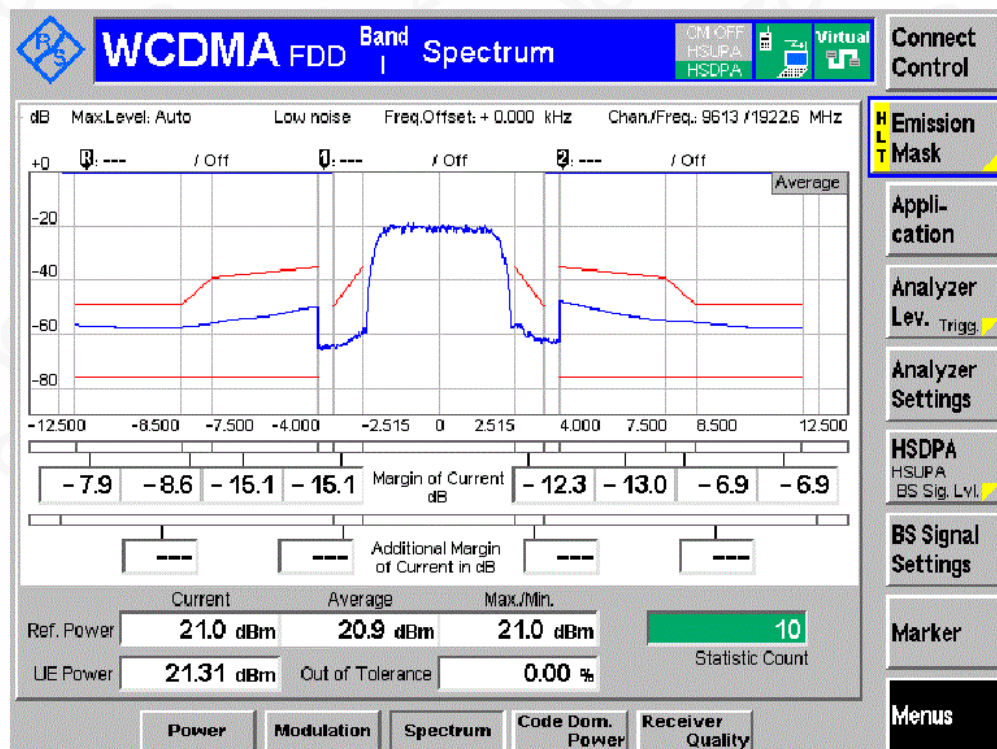 R&S
WCDMA FDD Band I Spectrum
CM OFF
HSUPA
HSDPA
Virtual
Connect Control
dB Max.Level: Auto Low noise Freq.Offset: + 0.000 kHz Chan./Freq.: 9613 / 1922.6 MHz
+0 R: --- / Off 1: --- / Off 2: --- / Off
Average
-20
-40
-60
-80
-12.500 -8.500 -7.500 -4.000 -2.515 0 2.515 4.000 7.500 8.500 12.500
-7.9 -8.6 -15.1 -15.1 Margin of Current dB -12.3 -13.0 -6.9 -6.9
--- --- Additional Margin of Current in dB --- ---
Current Average Max./Min.
Ref. Power 21.0 dBm 20.9 dBm 21.0 dBm 10
Statistic Count
UE Power 21.31 dBm Out of Tolerance 0.00 %
Power Modulation Spectrum Code Dom. Power Receiver Quality
HLT Emission Mask
Appli-
cation
Analyzer
Lev. Trigg.
Analyzer
Settings
HSDPA
HSUPA
BS Sig. Lvl.
BS Signal
Settings
Marker
Menus